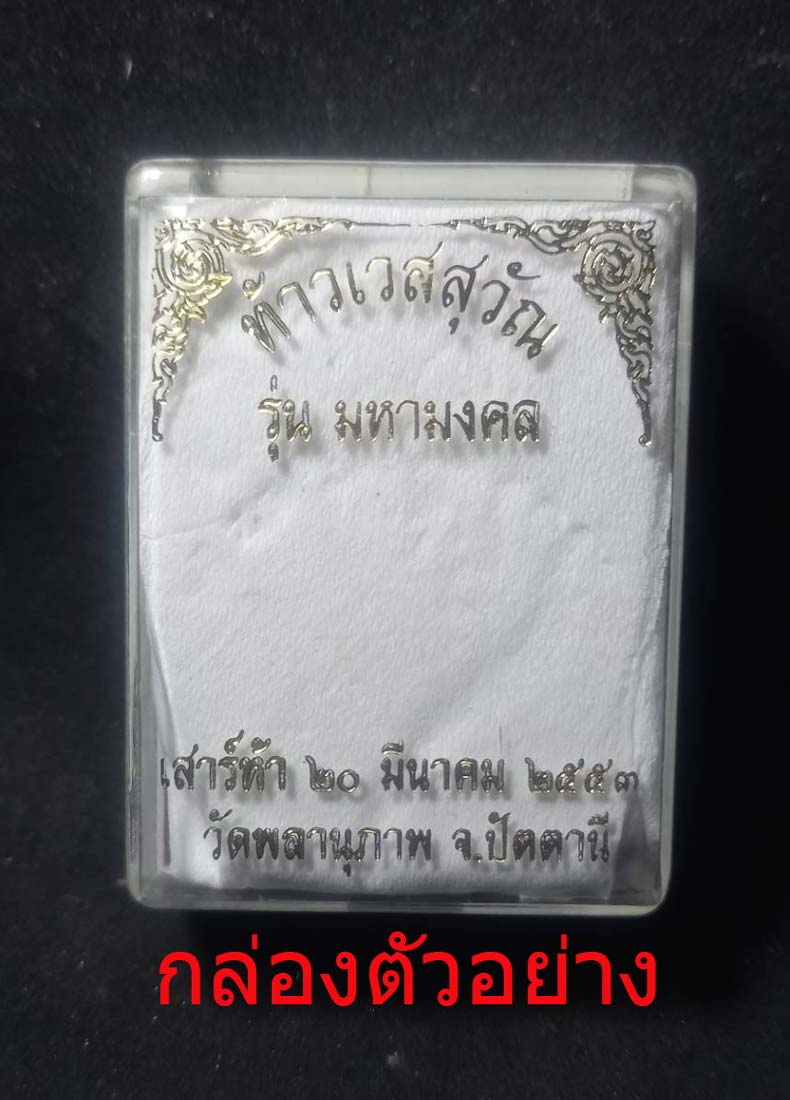 ท้าวเวสสุวัณ
รุ่น มหามงคล
เสาร์ห้า ๒๐ มีนาคม ๒๕๕๓
วัดพลานุภาพ จ.ปัตตานี
กล่องตัวอย่าง